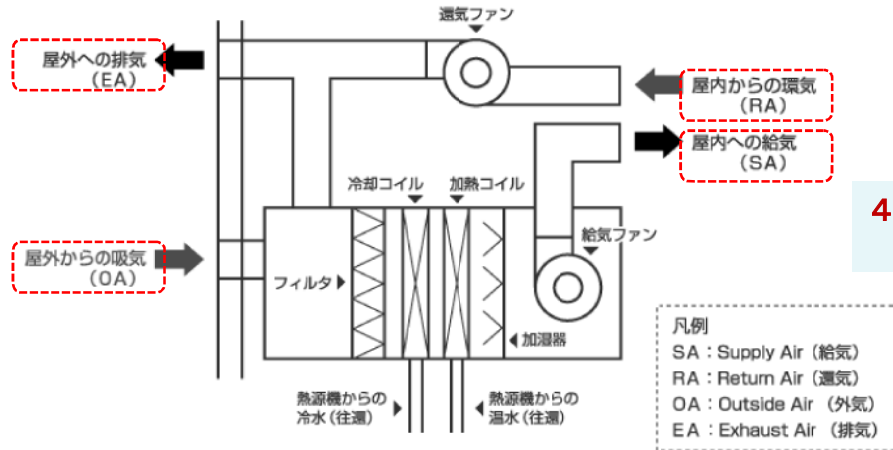 還気ファン
屋外への排気
(EA)
屋内からの環気
(RA)
屋内への給気
(SA)
冷却コイル
加熱コイル
4
給気ファン
屋外からの吸気
(OA)
フィルタ
加湿器
熱源機からの
冷水(往還)
熱源機からの
温水(往還)
凡例
SA：Supply Air（給気）
RA：Return Air（還気）
OA：Outside Air （外気）
EA：Exhaust Air （排気）